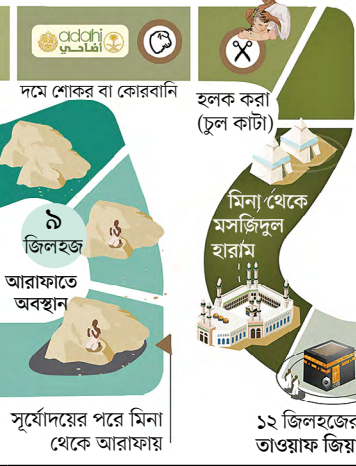 adahi
أضاحي
দমে শোকর বা কোরবানি
হলক করা
(চুল কাটা)
মিনা থেকে
মসজিদুল
হারাম
৯
জিলহজ
আরাফাতে
অবস্থান
সূর্যোদয়ের পরে মিনা
থেকে আরাফায়
১২ জিলহজের
তাওয়াফ জিয়